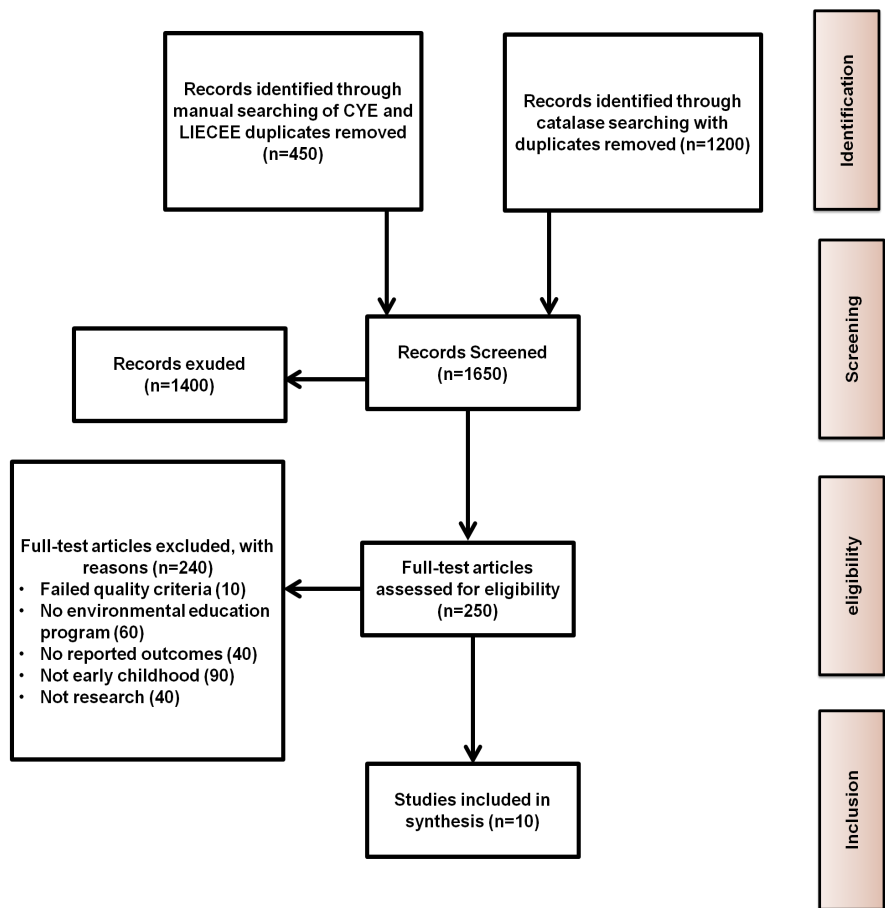 Records identified through
manual searching of CYE and
LIECEE duplicates removed
(n=450)
Records identified through
catalase searching with
duplicates removed (n=1200)
Identification
Records exuded
(n=1400)
Records Screened
(n=1650)
Screening
Full-test articles excluded, with
reasons (n=240)
• Failed quality criteria (10)
• No environmental education
program (60)
• No reported outcomes (40)
• Not early childhood (90)
• Not research (40)
Full-test articles
assessed for eligibility
(n=250)
eligibility
Studies included in
synthesis (n=10)
Inclusion